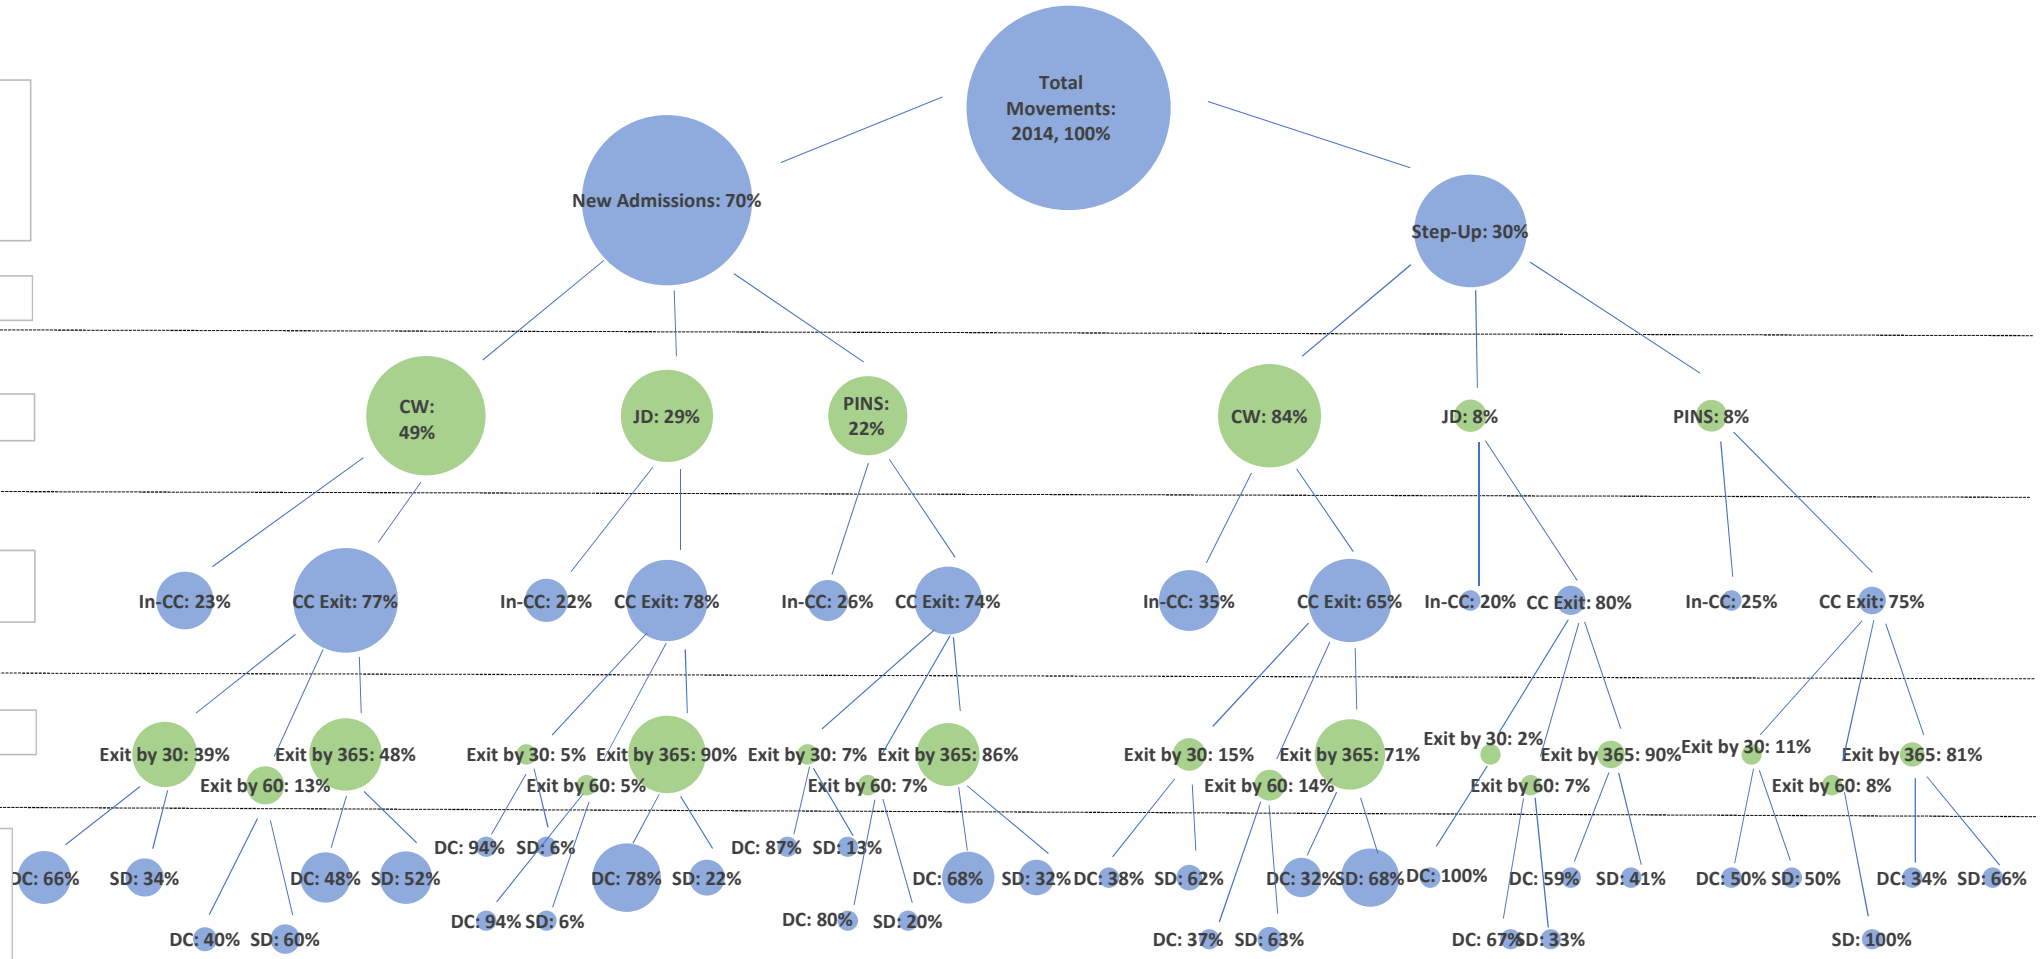 Total
Movements:
2014, 100%
New Admissions: 70%
Step-Up: 30%
CW:
49%
JD: 29%
PINS:
22%
CW: 84%
JD: 8%
PINS: 8%
In-CC: 23%
CC Exit: 77%
In-CC: 22%
CC Exit: 78%
In-CC: 26%
CC Exit: 74%
In-CC: 35%
CC Exit: 65%
In-CC: 20%
CC Exit: 80%
In-CC: 25%
CC Exit: 75%
Exit by 30: 39%
Exit by 60: 13%
Exit by 365: 48%
Exit by 30: 5%
Exit by 60: 5%
Exit by 365: 90%
Exit by 30: 7%
Exit by 60: 7%
Exit by 365: 86%
Exit by 30: 15%
Exit by 60: 14%
Exit by 365: 71%
Exit by 30: 2%
Exit by 60: 7%
Exit by 365: 90%
Exit by 30: 11%
Exit by 60: 8%
Exit by 365: 81%
DC: 66%
SD: 34%
DC: 40%
SD: 60%
DC: 48%
SD: 52%
DC: 94%
SD: 6%
DC: 94%
SD: 6%
DC: 78%
SD: 22%
DC: 87%
SD: 13%
DC: 80%
SD: 20%
DC: 68%
SD: 32%
DC: 38%
SD: 62%
DC: 37%
SD: 63%
DC: 32%
SD: 68%
DC: 100%
DC: 67%
SD: 33%
DC: 59%
SD: 41%
DC: 50%
SD: 50%
SD: 100%
DC: 34%
SD: 66%